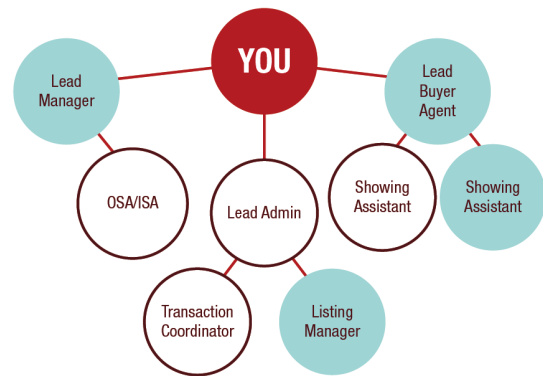 YOU
Lead
Manager
Lead
Buyer
Agent
OSA/ISA
Lead Admin
Showing
Assistant
Showing
Assistant
Transaction
Coordinator
Listing
Manager